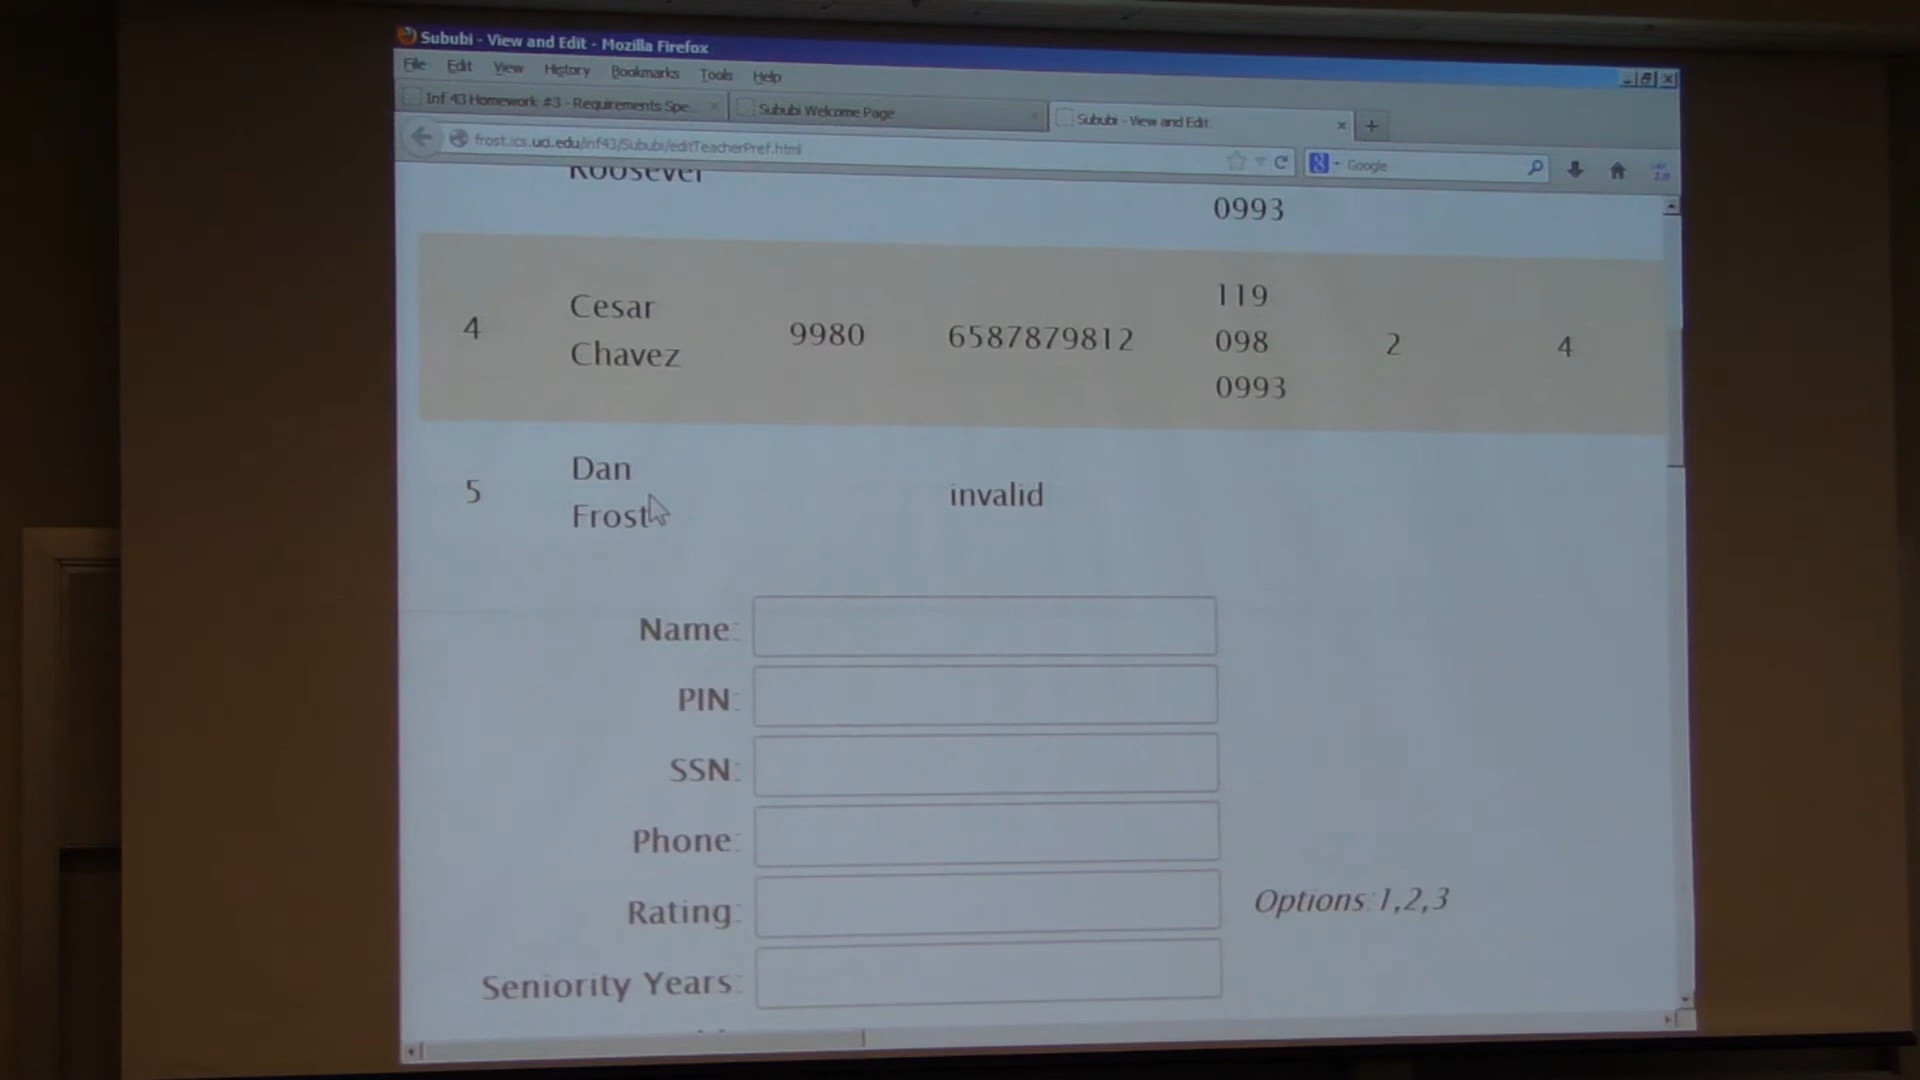 Sububi - View and Edit - Mozilla Firefox
File Edit View History Bookmarks Tools Help
Inf 43 Homework #3 - Requirements Spe...
Sububi Welcome Page
Sububi - View and Edit
frost.ics.uci.edu/inf43/Sububi/editTeacherPref.html
Google
Roosevel
0993
4
Cesar
Chavez
9980
6587879812
119
098
0993
2
4
5
Dan
Frost
invalid
Name:
PIN:
SSN:
Phone:
Rating:
Options:1,2,3
Seniority Years: